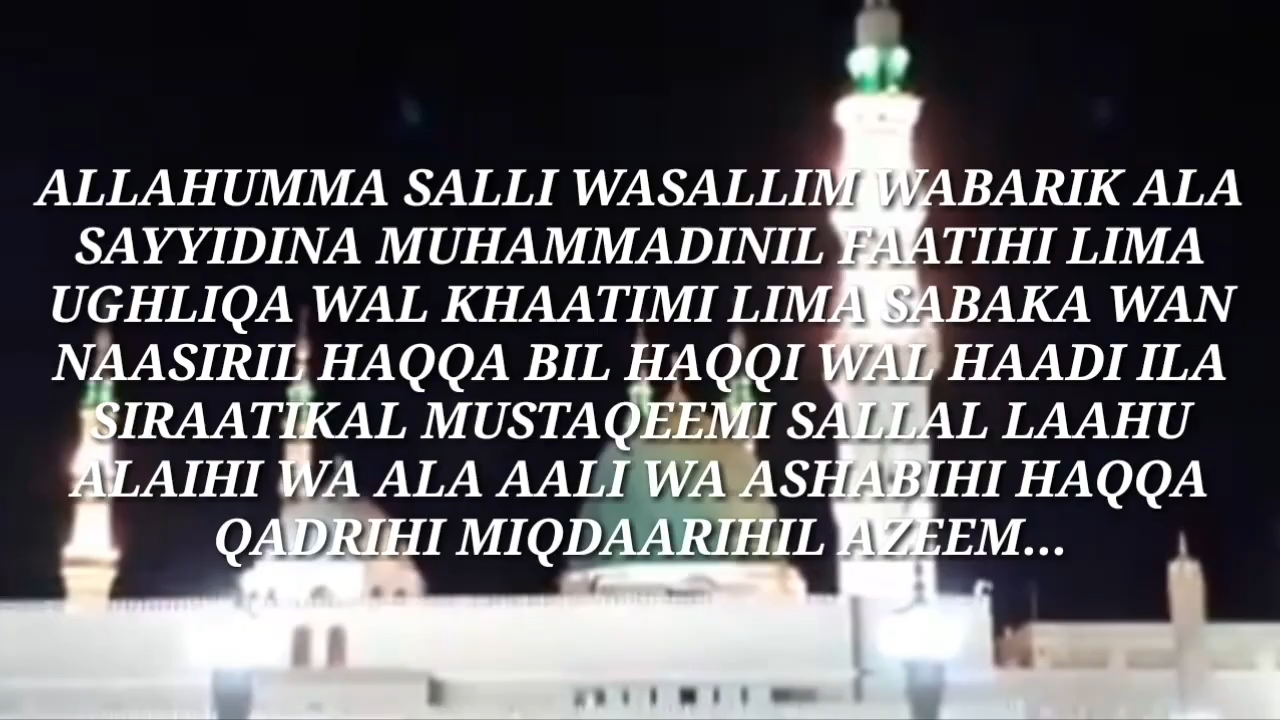 ALLAHUMMA SALLI WASALLIM WABARIK ALA
SAYYIDINA MUHAMMADINIL FAATIHI LIMA
UGHLIQA WAL KHAATIMI LIMA SABAKA WAN
NAASIRIL HAQQA BIL HAQQI WAL HAADI ILA
SIRAATIKAL MUSTAQEEMI SALLAL LAAHU
ALAIHI WA ALA AALI WA ASHABIHI HAQQA
QADRIHI MIQDAARIHIL AZEEM...